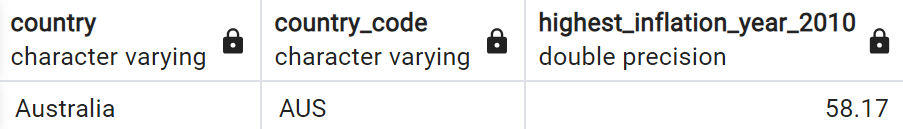 country
character varying
country_code
character varying
highest_inflation_year_2010
double precision
Australia
AUS
58.17